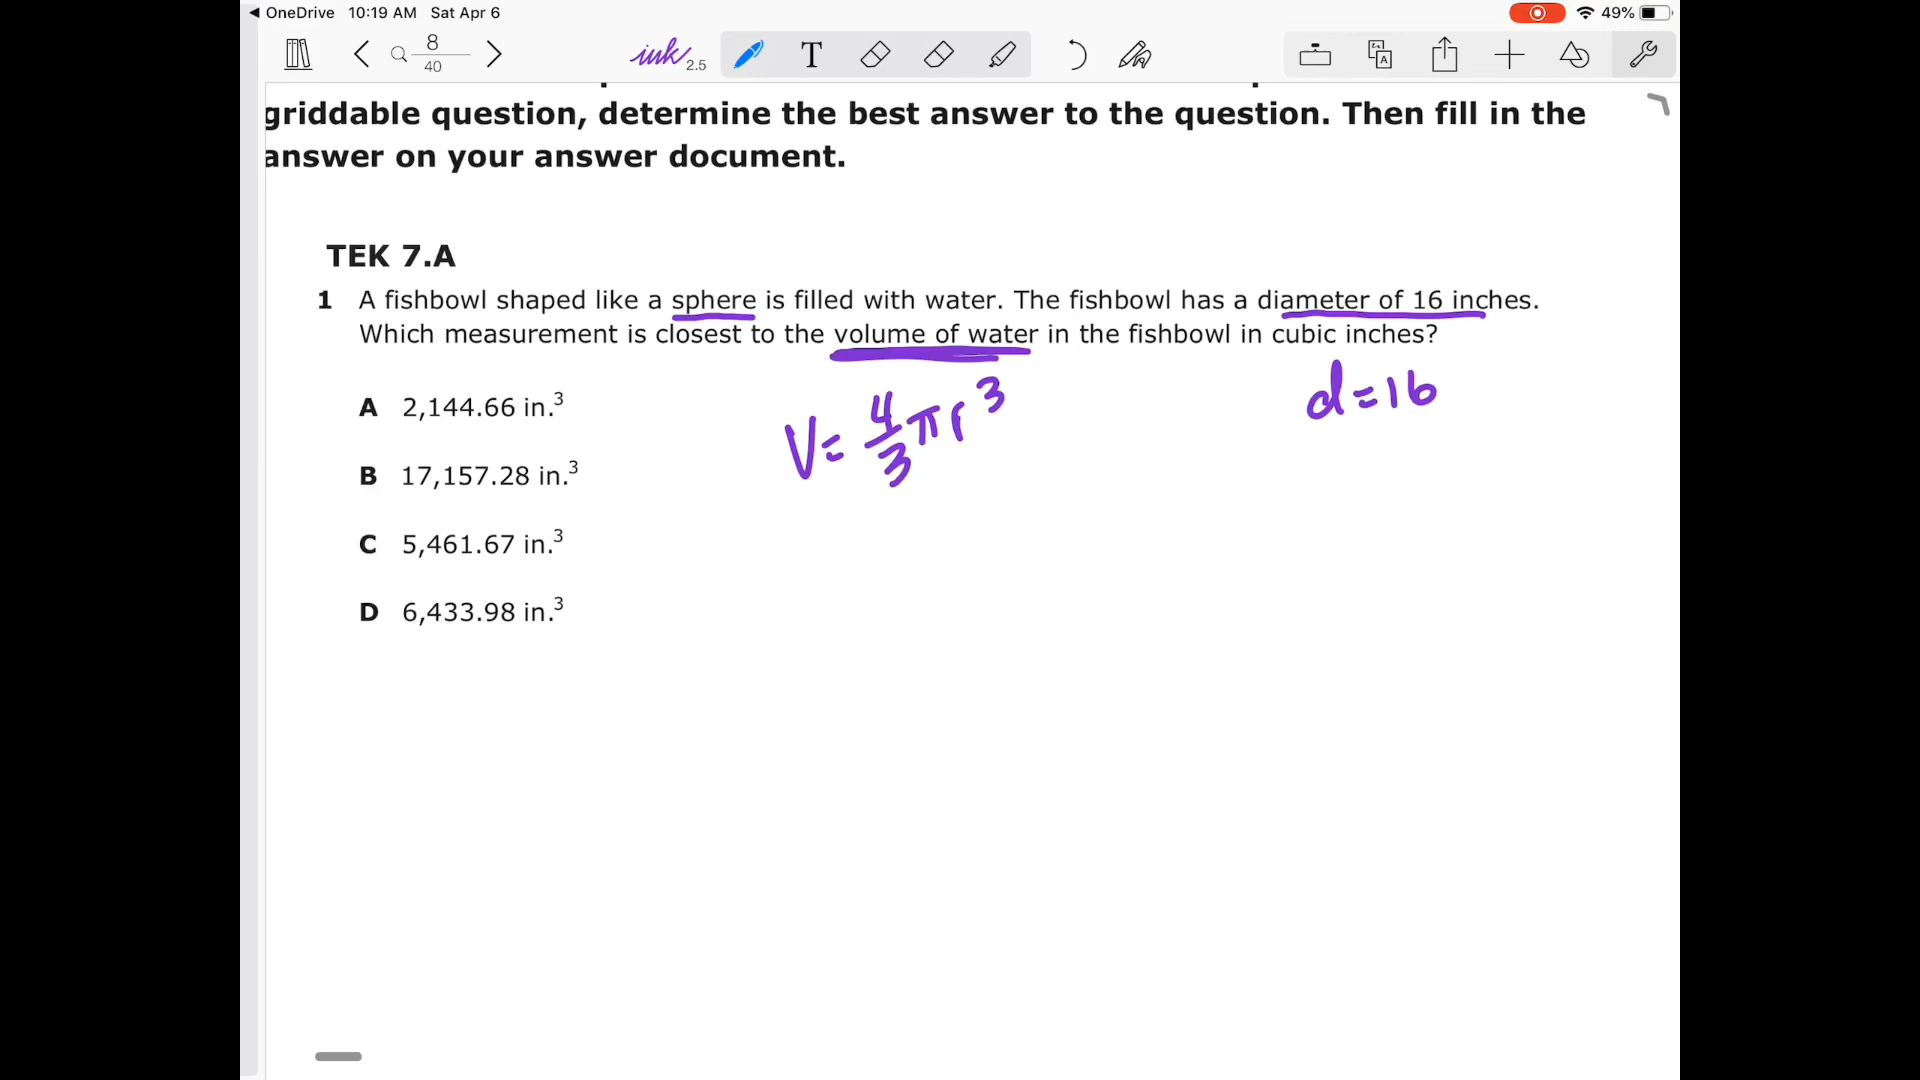 OneDrive 10:19 AM Sat Apr 6 49%
8
40
ink 2.5 T A
griddable question, determine the best answer to the question. Then fill in the
answer on your answer document.
TEK 7.A
1 A fishbowl shaped like a sphere is filled with water. The fishbowl has a diameter of 16 inches.
Which measurement is closest to the volume of water in the fishbowl in cubic inches?
A 2,144.66 in.³
B 17,157.28 in.³
C 5,461.67 in.³
D 6,433.98 in.³
V = 4/3 πr³
d=16